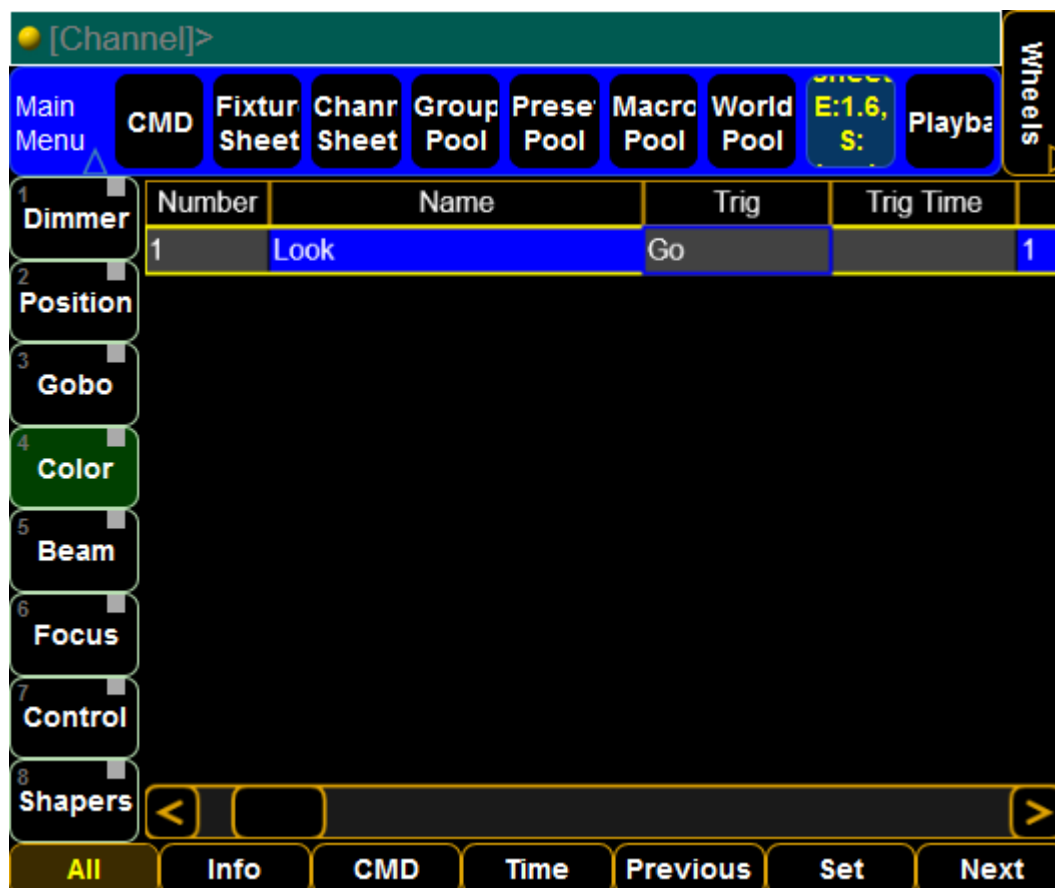 [Channel]>
Wheels
Main
Menu
CMD
Fixtur
Sheet
Chanr
Sheet
Group
Pool
Prese
Pool
Macro
Pool
World
Pool
E:1.6,
S:
Playba
Number Name Trig Trig Time
1 Look Go 1
1
Dimmer
2
Position
3
Gobo
4
Color
5
Beam
6
Focus
7
Control
8
Shapers
< >
All Info CMD Time Previous Set Next